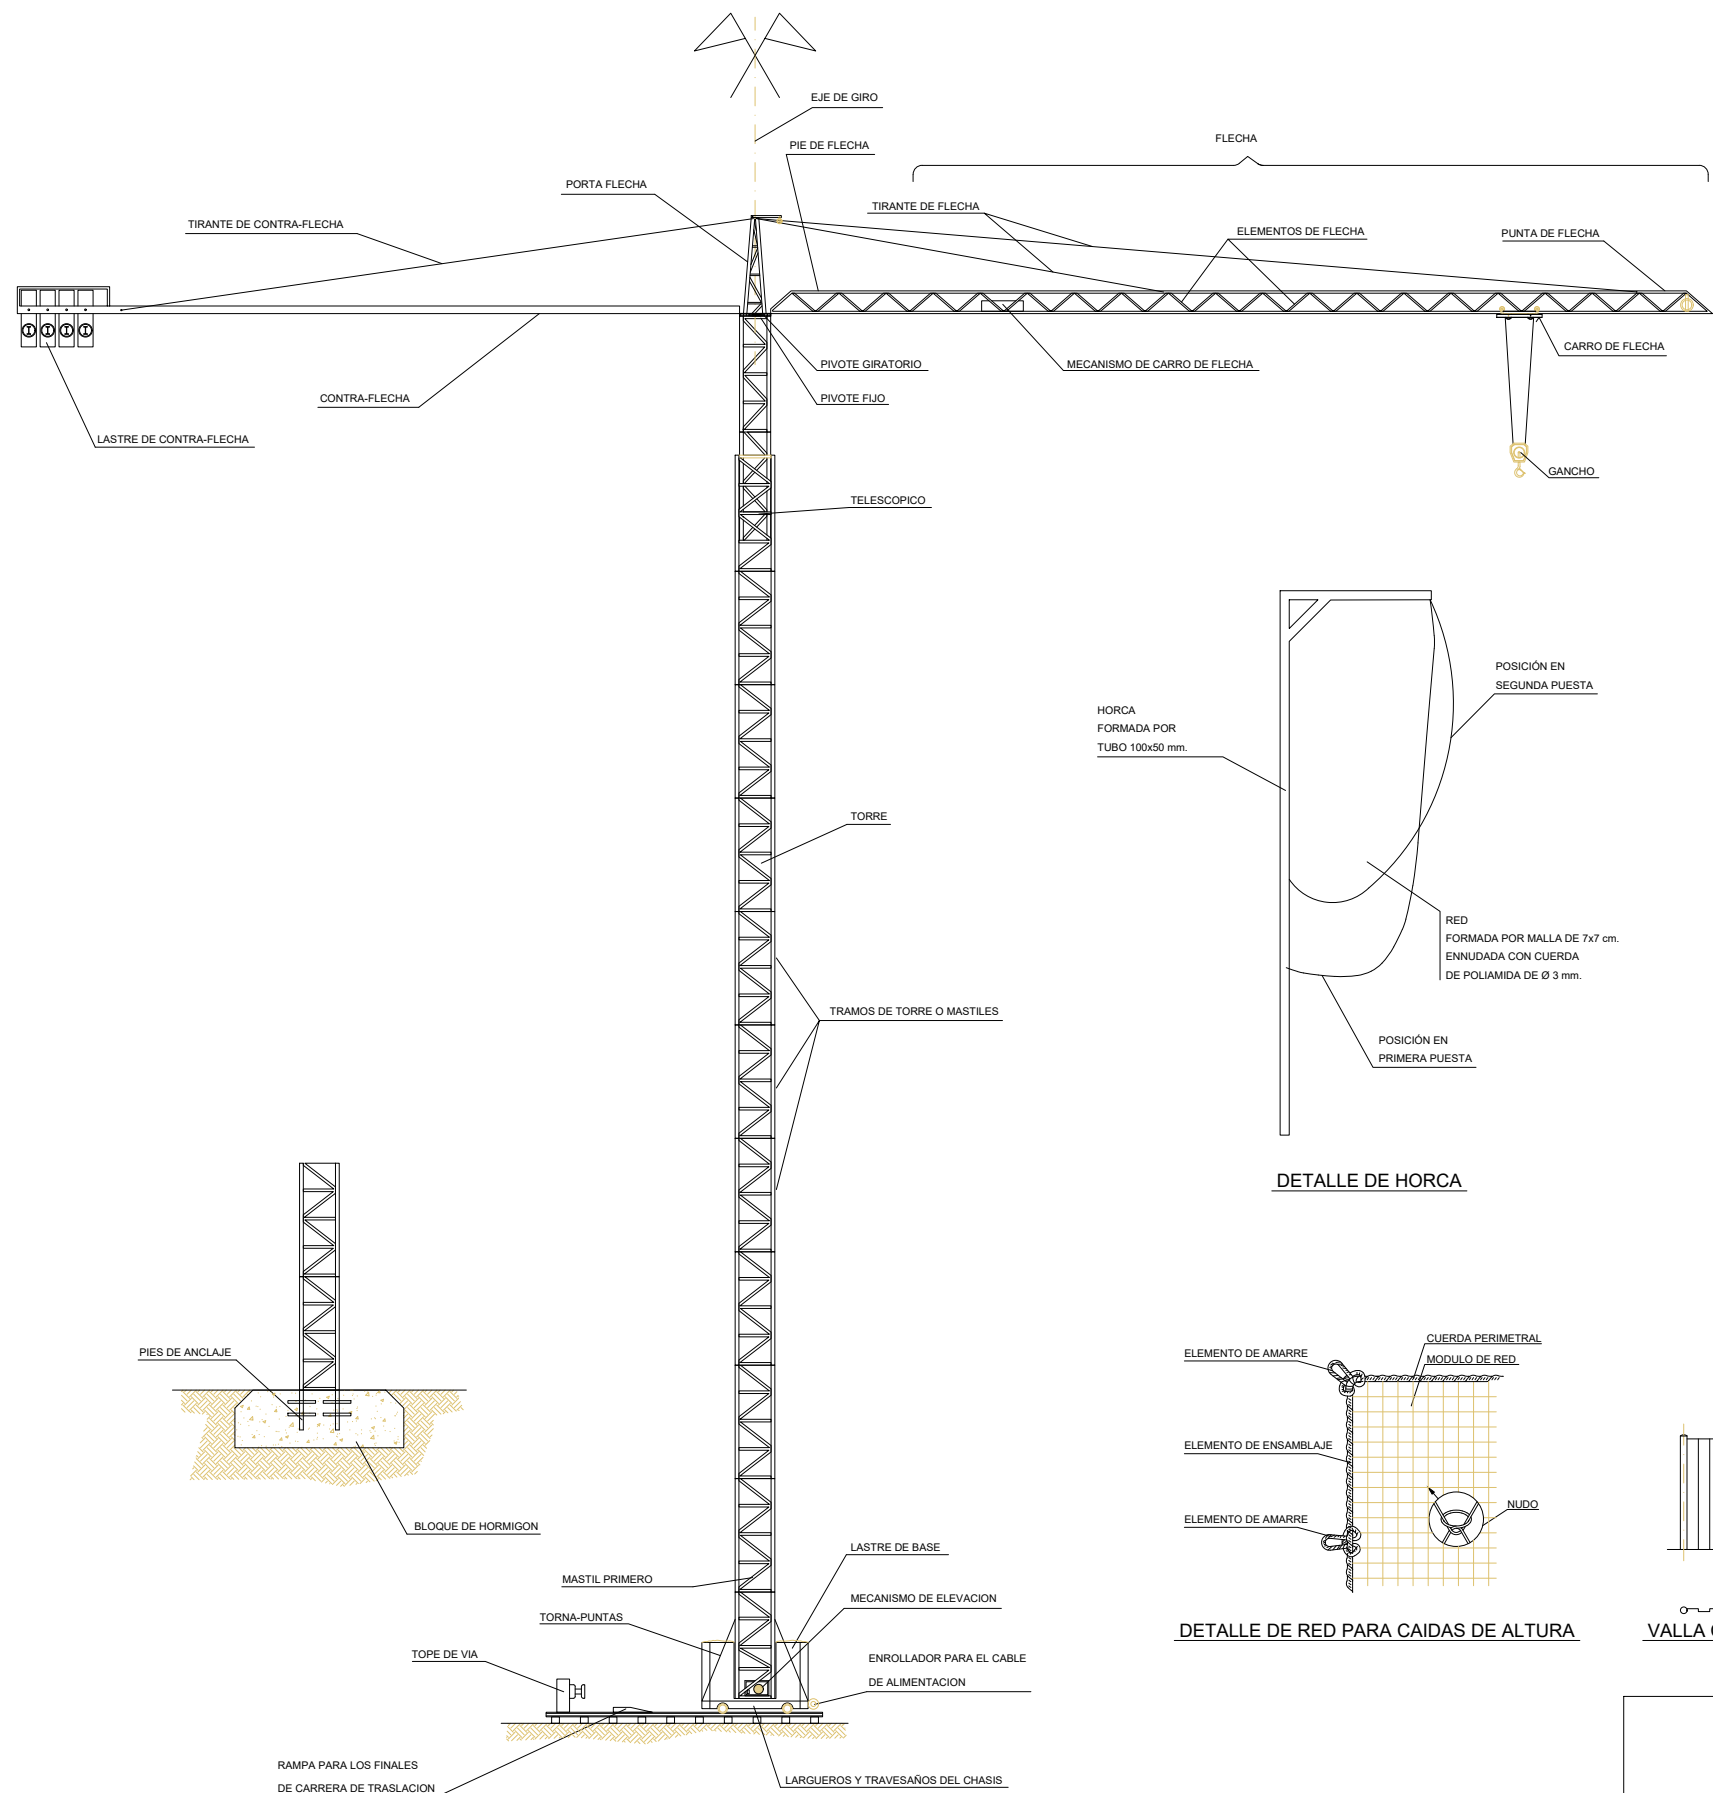 EJE DE GIRO
FLECHA
PIE DE FLECHA
PORTA FLECHA
TIRANTE DE FLECHA
TIRANTE DE CONTRA-FLECHA
ELEMENTOS DE FLECHA
PUNTA DE FLECHA
CARRO DE FLECHA
PIVOTE GIRATORIO
MECANISMO DE CARRO DE FLECHA
CONTRA-FLECHA
PIVOTE FIJO
LASTRE DE CONTRA-FLECHA
GANCHO
TELESCOPICO
POSICIÓN EN
SEGUNDA PUESTA
HORCA
FORMADA POR
TUBO 100x50 mm.
TORRE
RED
FORMADA POR MALLA DE 7x7 cm.
ENNUDADA CON CUERDA
DE POLIAMIDA DE Ø 3 mm.
TRAMOS DE TORRE O MASTILES
POSICIÓN EN
PRIMERA PUESTA
DETALLE DE HORCA
PIES DE ANCLAJE
BLOQUE DE HORMIGON
CUERDA PERIMETRAL
ELEMENTO DE AMARRE
MODULO DE RED
ELEMENTO DE ENSAMBLAJE
NUDO
ELEMENTO DE AMARRE
DETALLE DE RED PARA CAIDAS DE ALTURA
VALLA
LASTRE DE BASE
MASTIL PRIMERO
MECANISMO DE ELEVACION
TORNA-PUNTAS
TOPE DE VIA
ENROLLADOR PARA EL CABLE
DE ALIMENTACION
RAMPA PARA LOS FINALES
DE CARRERA DE TRASLACION
LARGUEROS Y TRAVESAÑOS DEL CHASIS